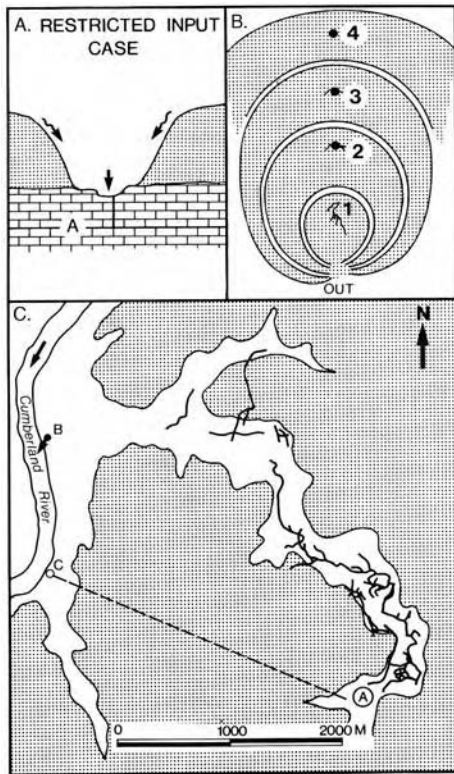 A. RESTRICTED INPUT
CASE
A
B.
4
3
2
1
OUT
C.
N
Cumberland
River
B
C
A
0 1000 2000 M